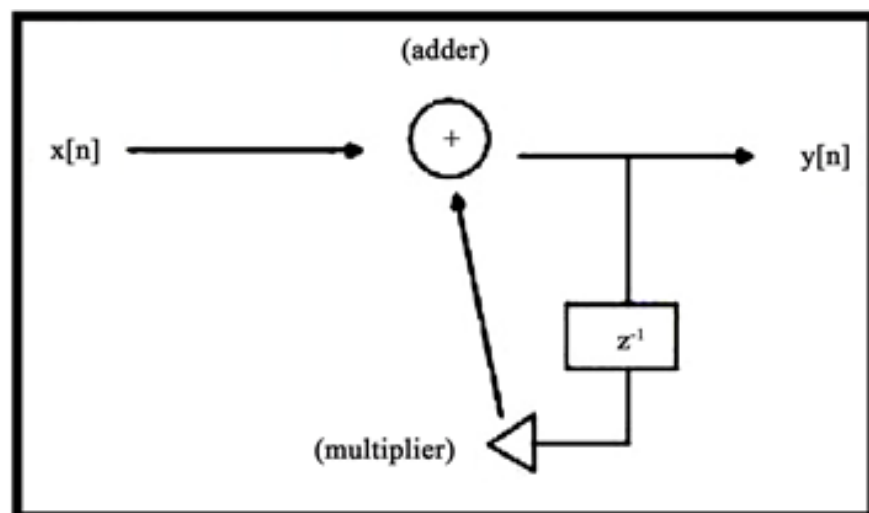 (adder)
x[n]
+
y[n]
z⁻¹
(multiplier)